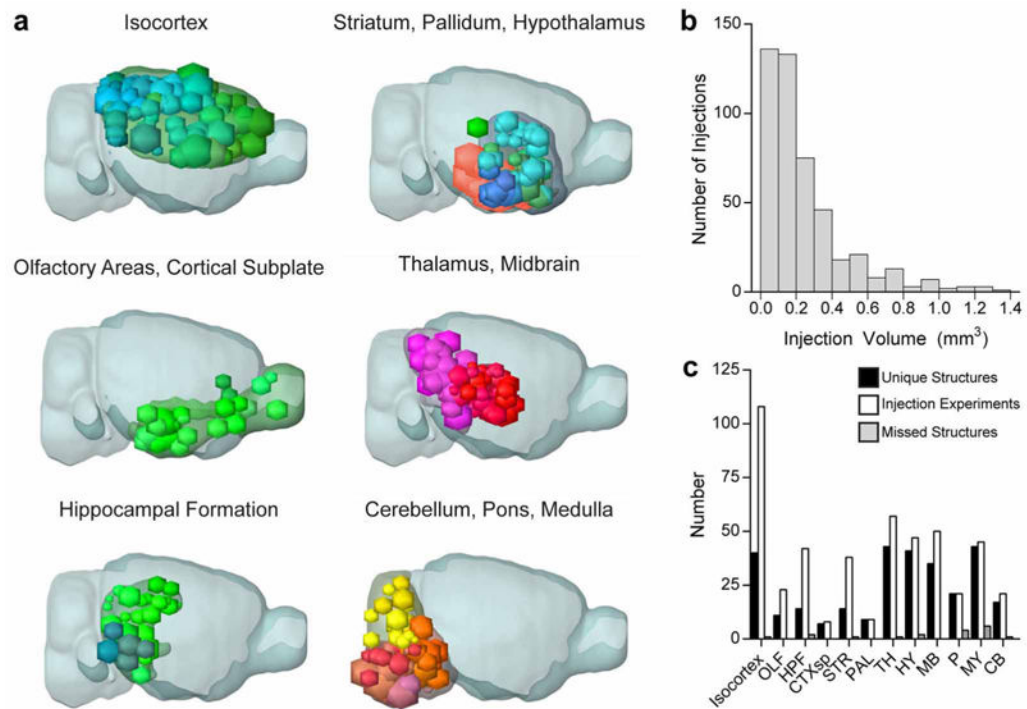 a
Isocortex
Striatum, Pallidum, Hypothalamus
Olfactory Areas, Cortical Subplate
Thalamus, Midbrain
Hippocampal Formation
Cerebellum, Pons, Medulla
b
Number of Injections
150
100
50
0
0.0 0.2 0.4 0.6 0.8 1.0 1.2 1.4
Injection Volume (mm³)
c
Number
125
100
75
50
25
0
Unique Structures
Injection Experiments
Missed Structures
Isocortex
OLF
HPF
CTXsp
STR
PAL
TH
HY
MB
P
MY
CB